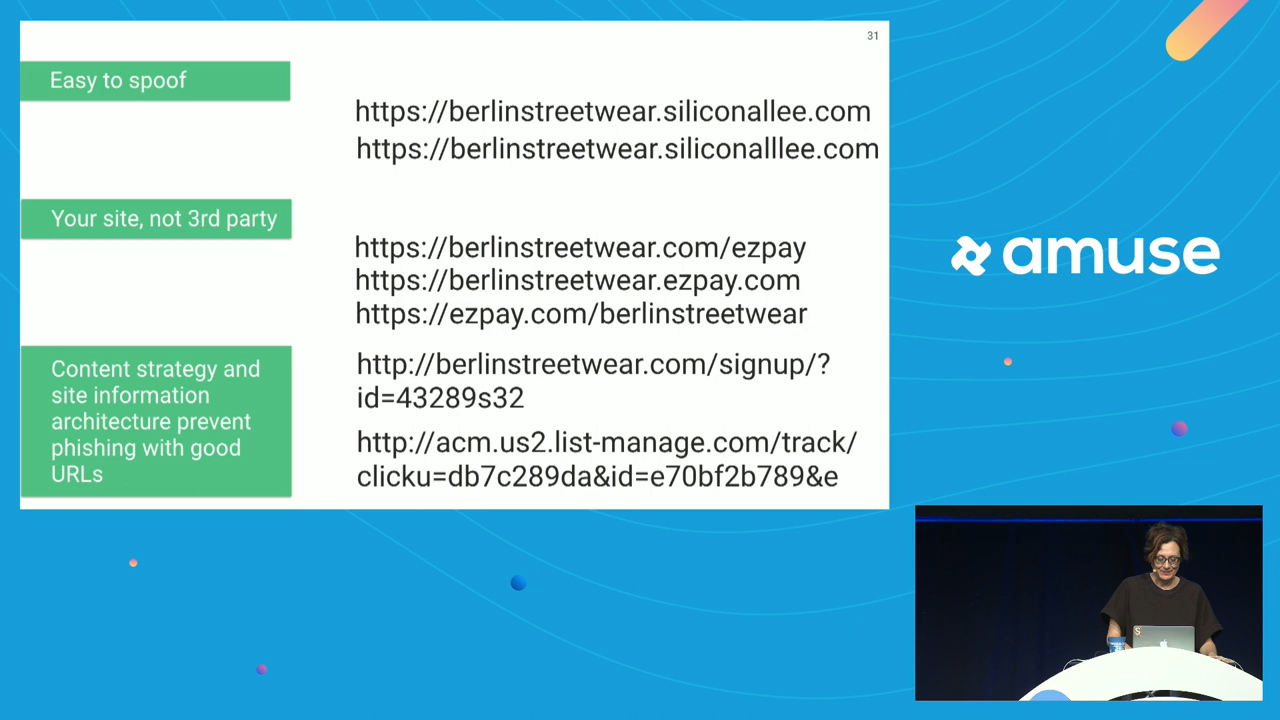 31
Easy to spoof
https://berlinstreetwear.siliconallee.com
https://berlinstreetwear.siliconalllee.com
Your site, not 3rd party
https://berlinstreetwear.com/ezpay
https://berlinstreetwear.ezpay.com
https://ezpay.com/berlinstreetwear
Content strategy and
site information
architecture prevent
phishing with good
URLs
http://berlinstreetwear.com/signup/?
id=43289s32
http://acm.us2.list-manage.com/track/
clicku=db7c289da&id=e70bf2b789&e
amuse
S